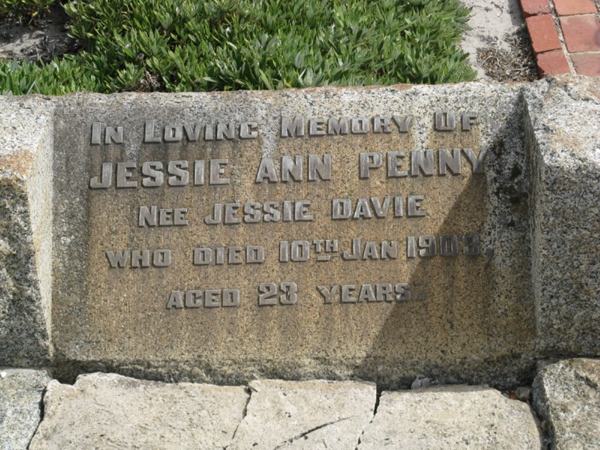 IN LOVING MEMORY OF
JESSIE ANN PENNY
NEE JESSIE DAVIE
WHO DIED 10TH JAN 1903
AGED 23 YEARS